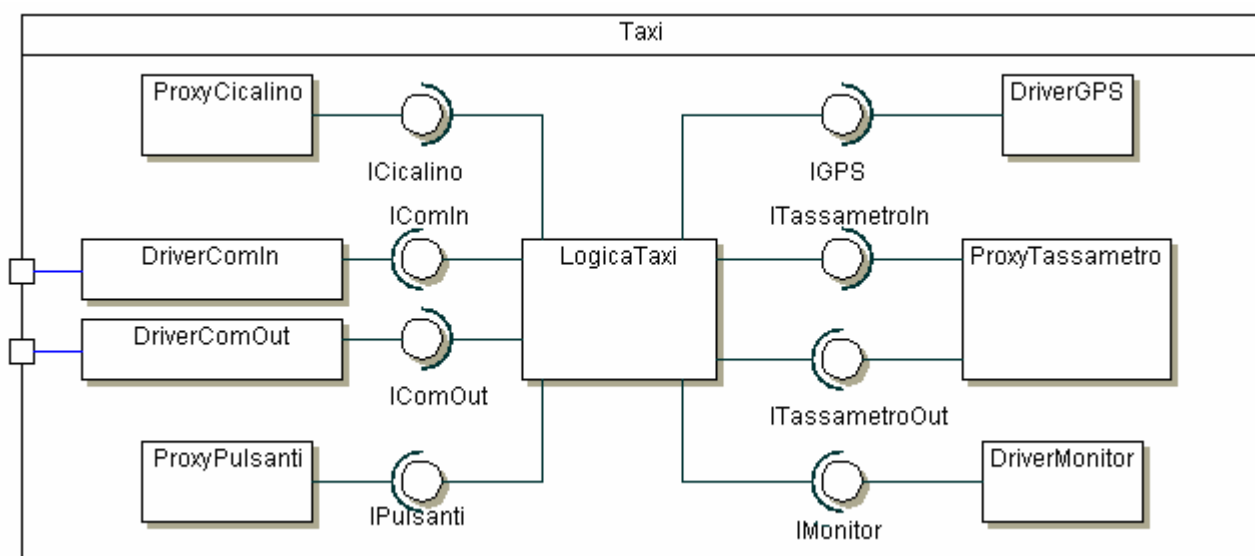 Taxi
ProxyCicalino
DriverGPS
ICicalino
IGPS
IComIn
ITassametroIn
DriverComIn
LogicaTaxi
ProxyTassametro
DriverComOut
IComOut
ITassametroOut
ProxyPulsanti
DriverMonitor
IPulsanti
IMonitor